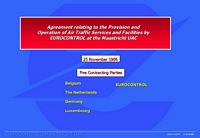 Agreement relating to the Provision and
Operation of Air Traffic Services and Facilities by
EUROCONTROL at the Maastricht UAC
25 November 1986
Five Contracting Parties
Belgium
EUROCONTROL
The Netherlands
Germany
Luxembourg